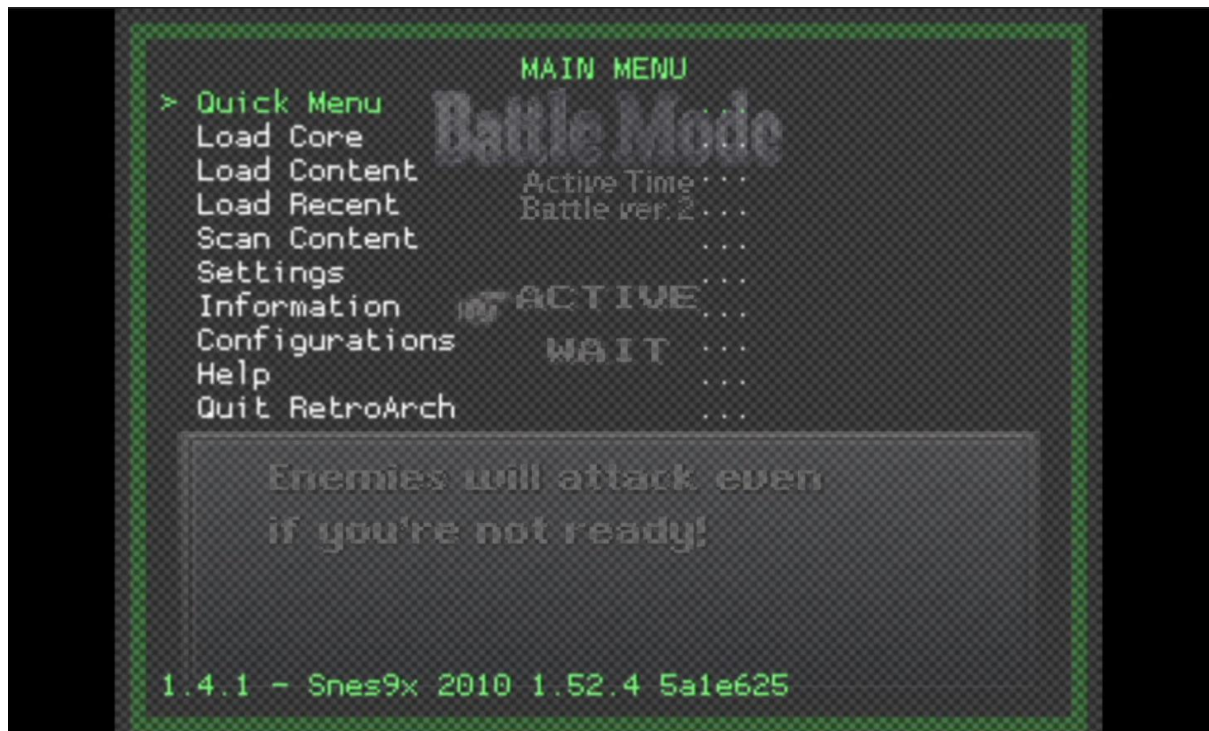 MAIN MENU
> Quick Menu ...
Load Core ...
Load Content ...
Load Recent ...
Scan Content ...
Settings ...
Information ...
Configurations ...
Help ...
Quit RetroArch ...
Battle Mode
Active Time
Battle ver. 2
ACTIVE
WAIT
Enemies will attack even
if you're not ready!
1.4.1 - Snes9x 2010 1.52.4 5a1e625